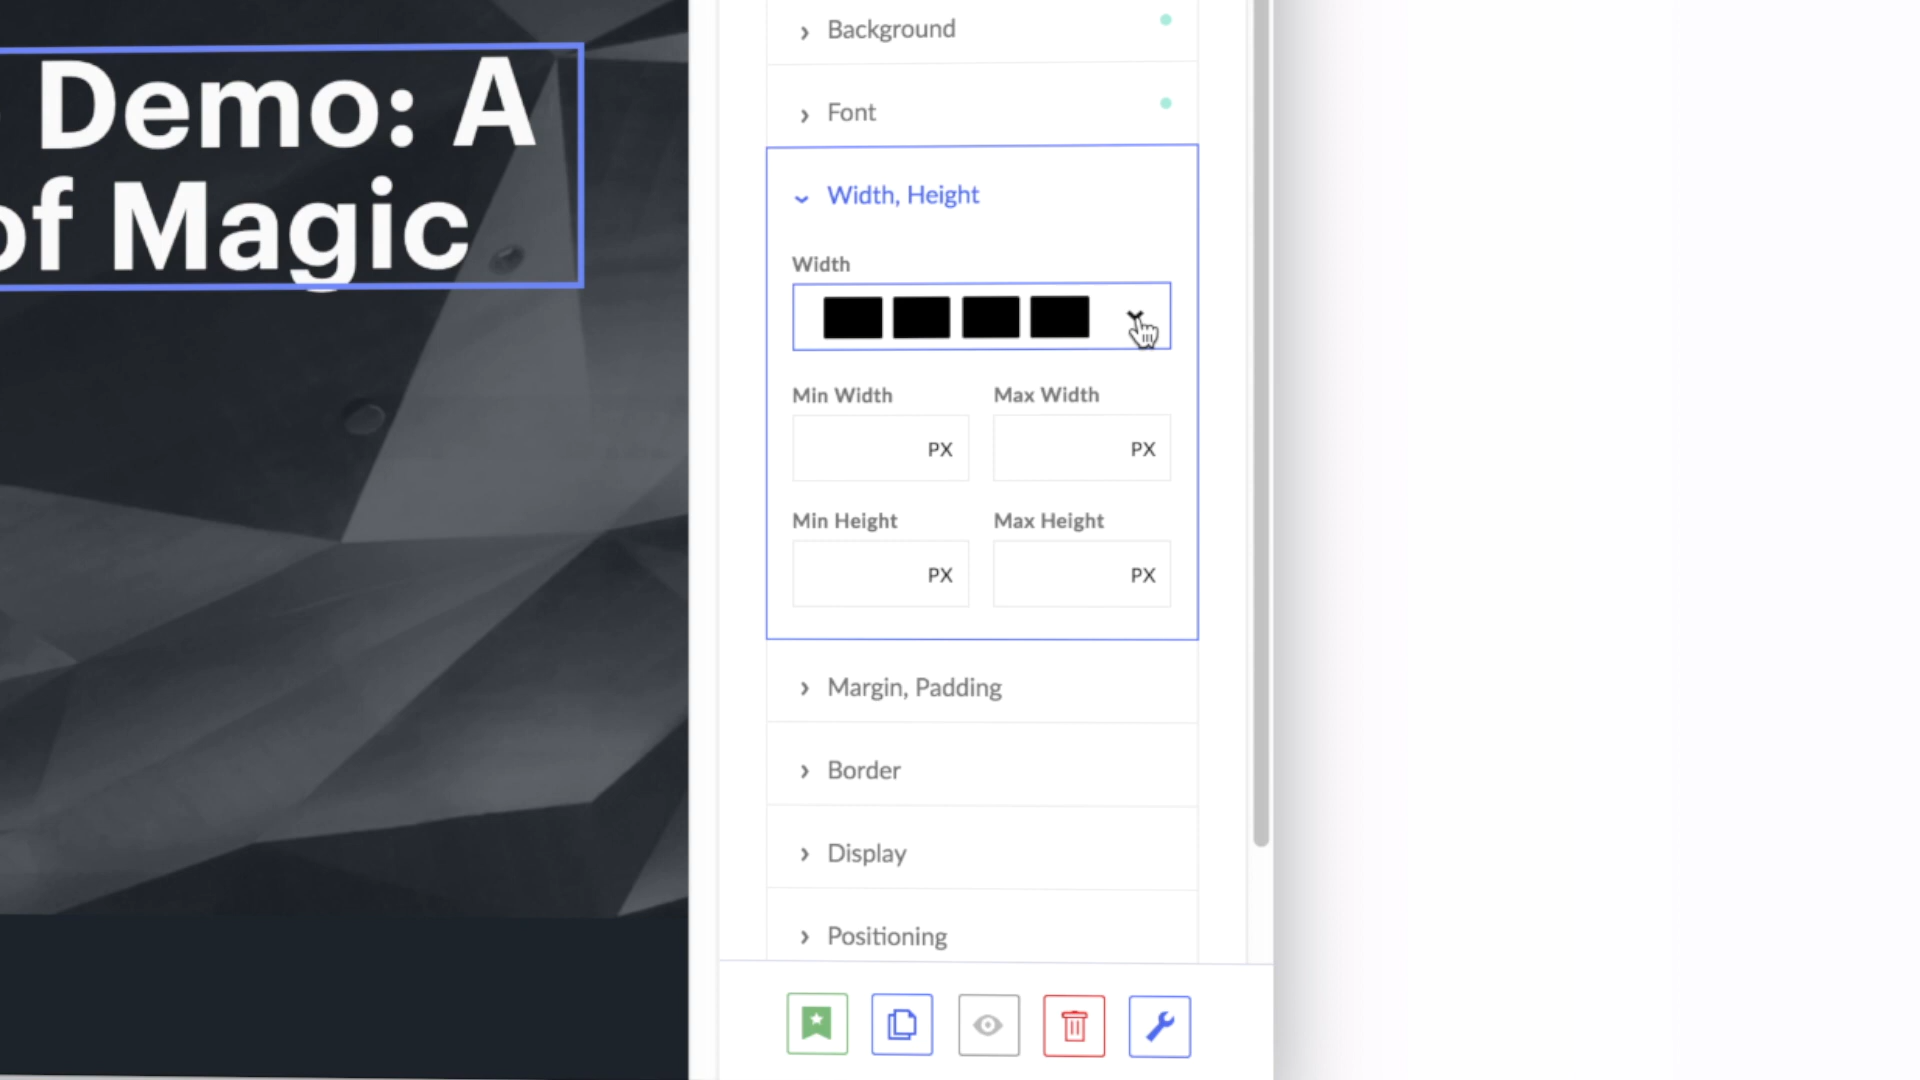 Demo: A
of Magic
Background
Font
Width, Height
Width
Min Width
Max Width
PX
PX
Min Height
Max Height
PX
PX
Margin, Padding
Border
Display
Positioning